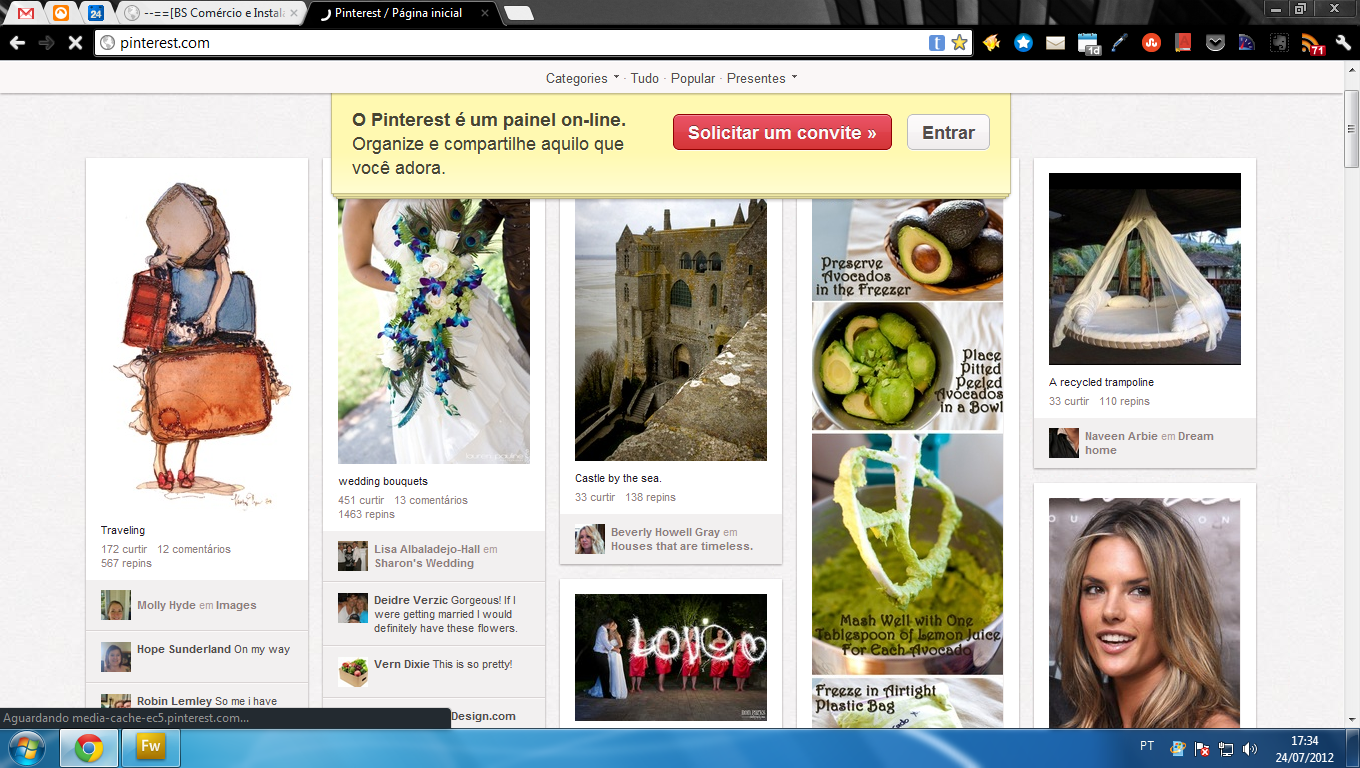 --==[BS Comércio e Instala
Pinterest / Página inicial
pinterest.com
1d
71
Categories · Tudo · Popular · Presentes
O Pinterest é um painel on-line.
Organize e compartilhe aquilo que
você adora.
Solicitar um convite »
Entrar
Traveling
172 curtir 12 comentários
567 repins
Molly Hyde em Images
Hope Sunderland On my way
Robin Lemley So me i have
wedding bouquets
451 curtir 13 comentários
1463 repins
Lisa Albaladejo-Hall em
Sharon's Wedding
Deidre Verzic Gorgeous! If I
were getting married I would
definitely have these flowers.
Vern Dixie This is so pretty!
Design.com
Castle by the sea.
33 curtir 138 repins
Beverly Howell Gray em
Houses that are timeless.
Love
Preserve
Avocados
in the Freezer
Place
Pitted
Peeled
Avocados
in a Bowl
Mash Well with One
Tablespoon of Lemon Juice
For Each Avocado
Freeze in Airtight
Plastic Bag
A recycled trampoline
33 curtir 110 repins
Naveen Arbie em Dream
home
Aguardando media-cache-ec5.pinterest.com...
Fw
PT
17:34
24/07/2012